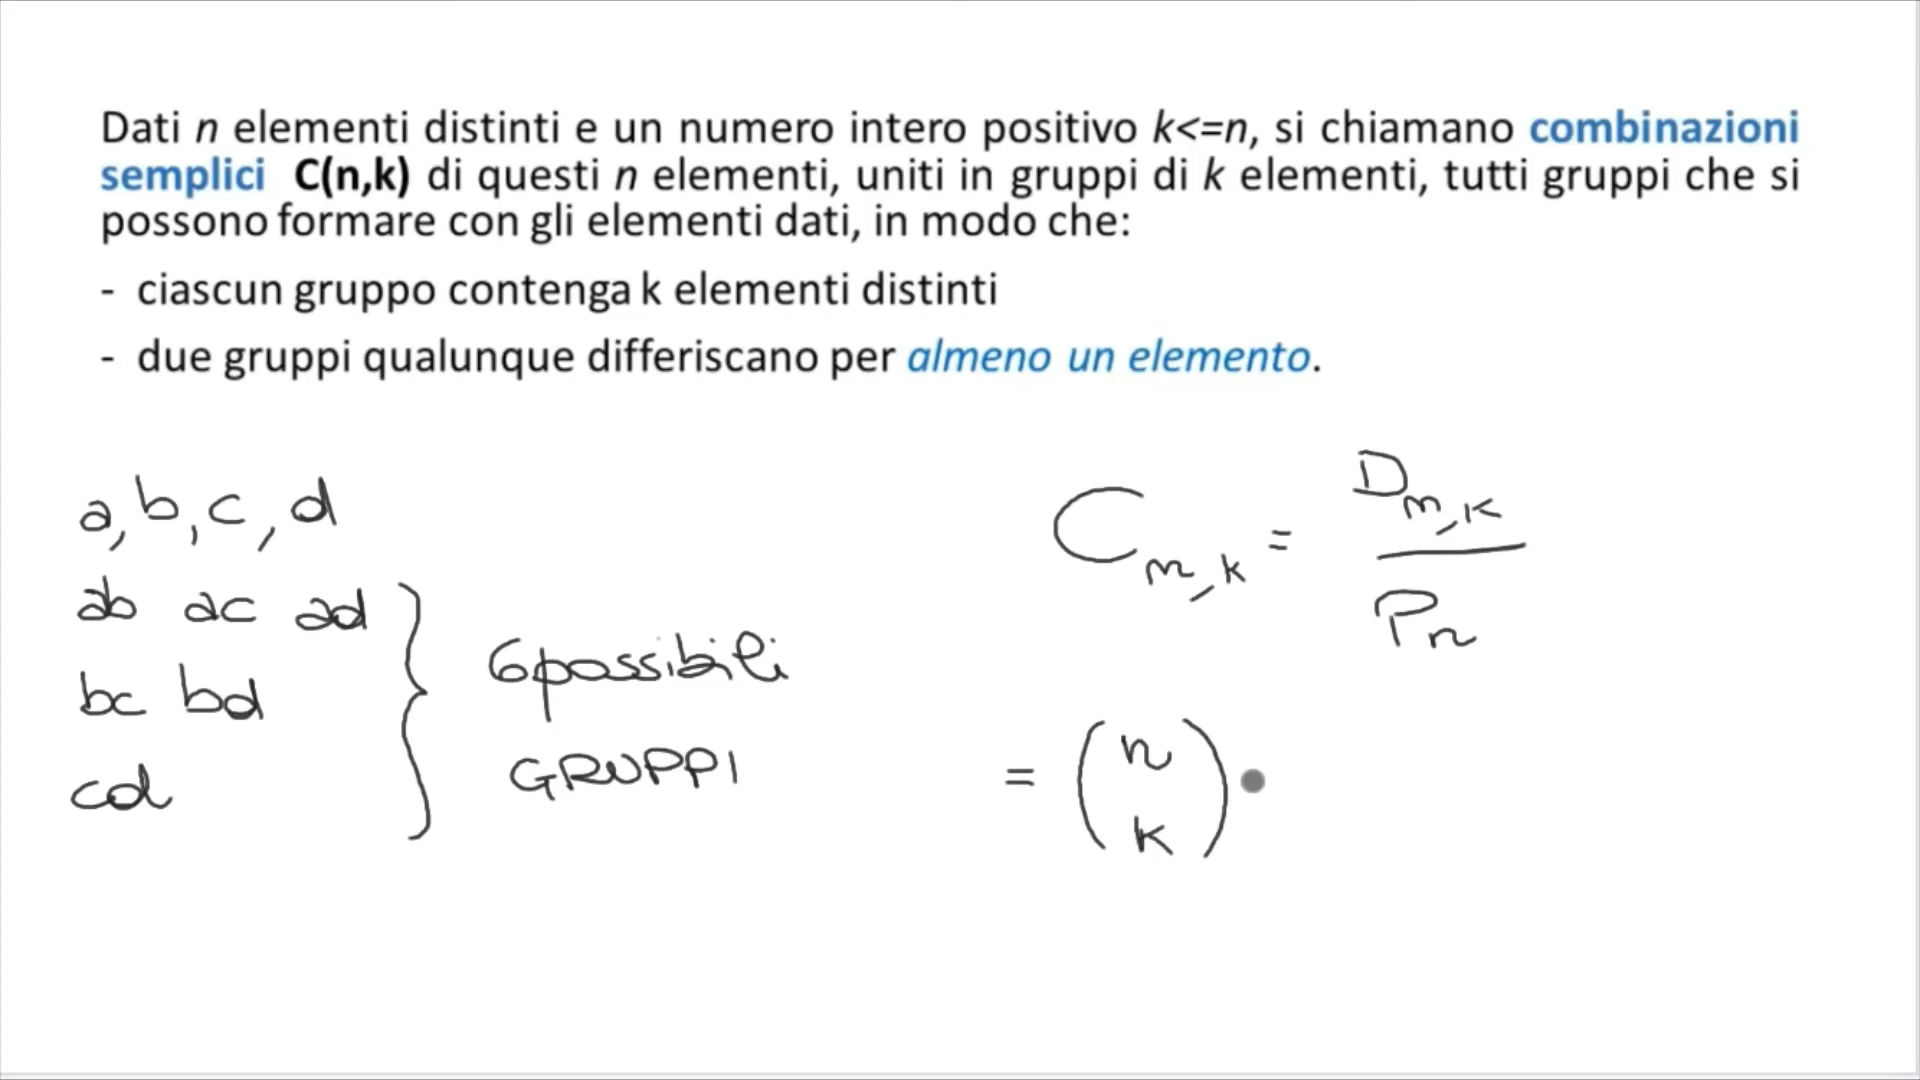 Dati n elementi distinti e un numero intero positivo k<=n, si chiamano combinazioni
semplici C(n,k) di questi n elementi, uniti in gruppi di k elementi, tutti gruppi che si
possono formare con gli elementi dati, in modo che:
- ciascun gruppo contenga k elementi distinti
- due gruppi qualunque differiscano per almeno un elemento.
a, b, c, d
ab ac ad
bc bd
cd
6 possibili
GRUPPI
C n,k = D n,k / P n
= (n k)